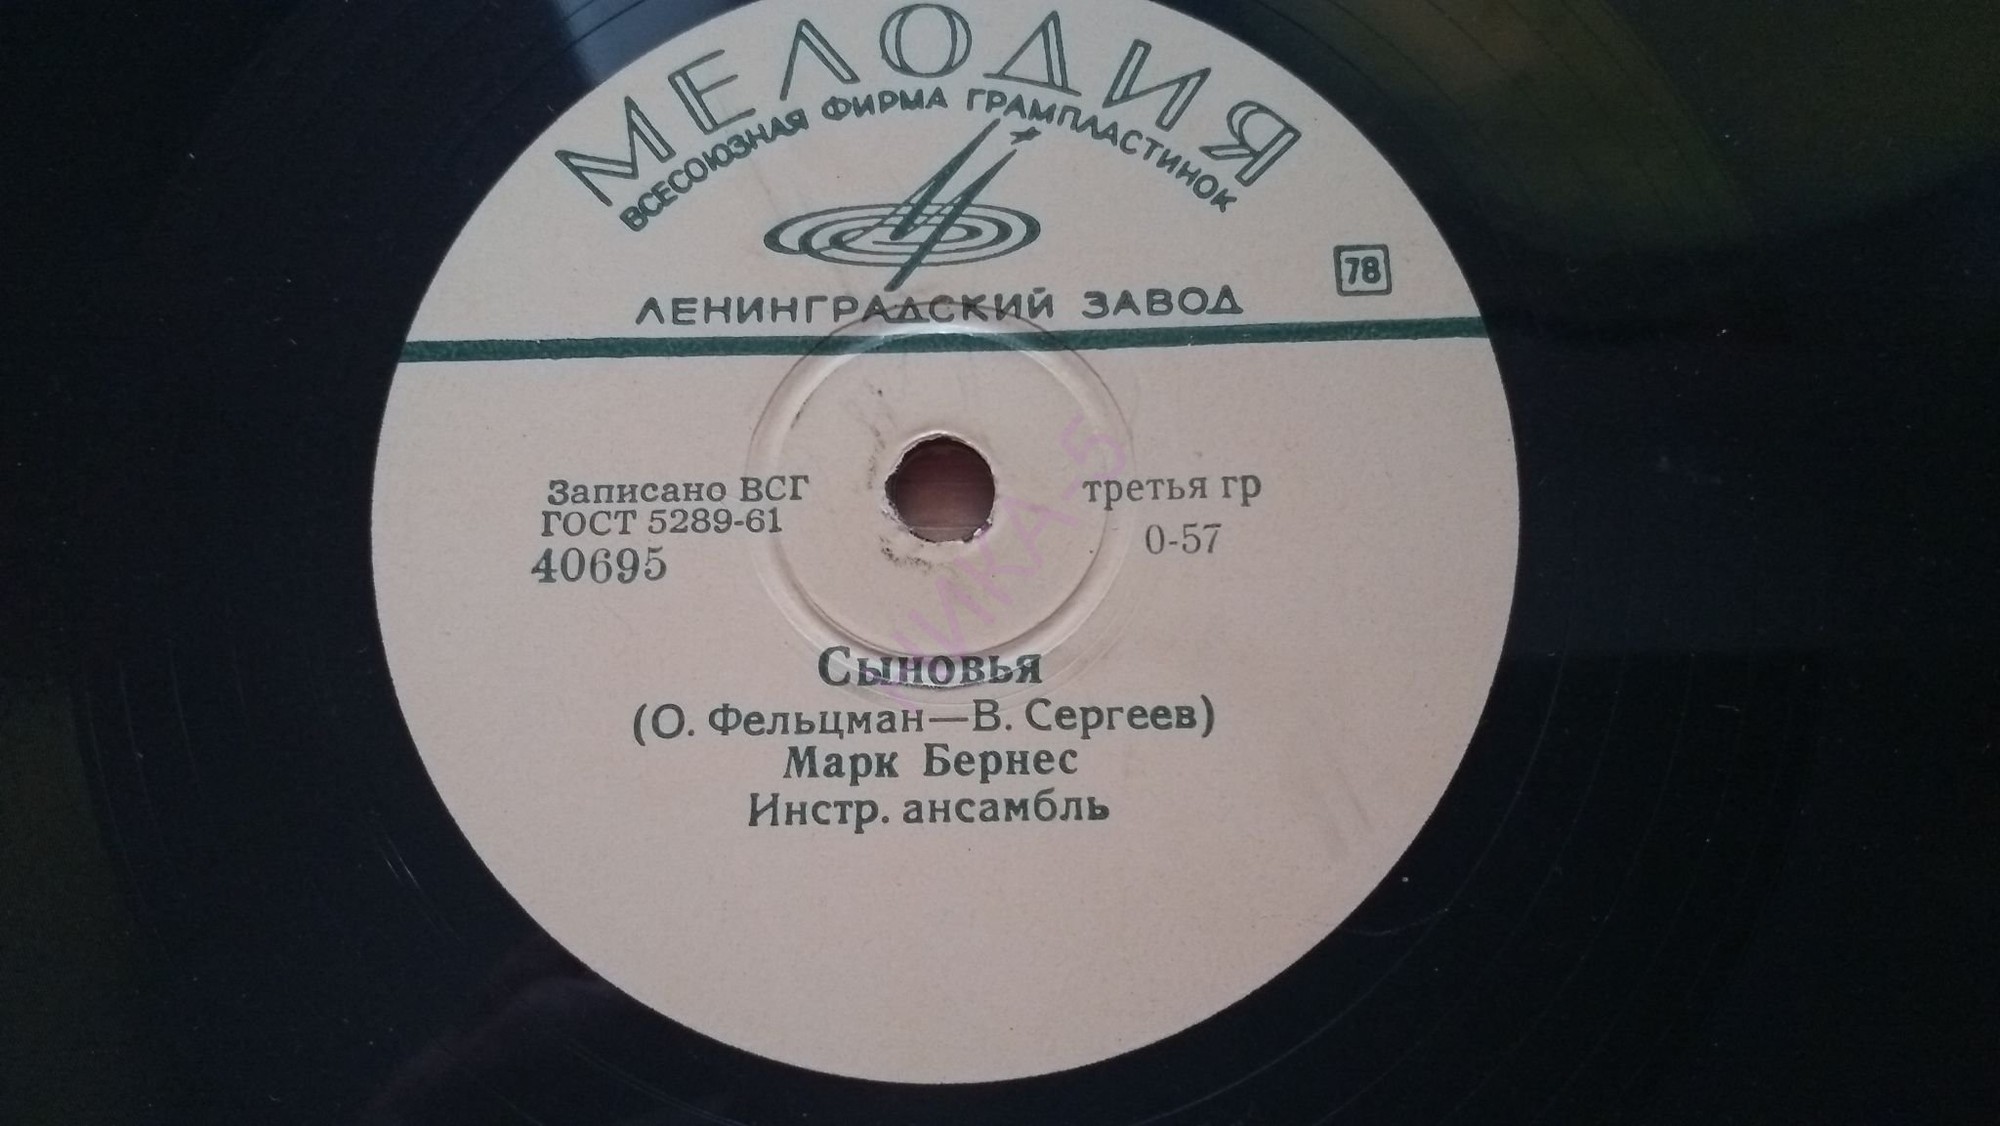 МЕЛОДИЯ
ВСЕСОЮЗНАЯ ФИРМА ГРАМПЛАСТИНОК
78
ЛЕНИНГРАДСКИЙ ЗАВОД
Записано ВСГ
ГОСТ 5289-61
40695
третья гр
0-57
Сыновья
(О. Фельцман—В. Сергеев)
Марк Бернес
Инстр. ансамбль